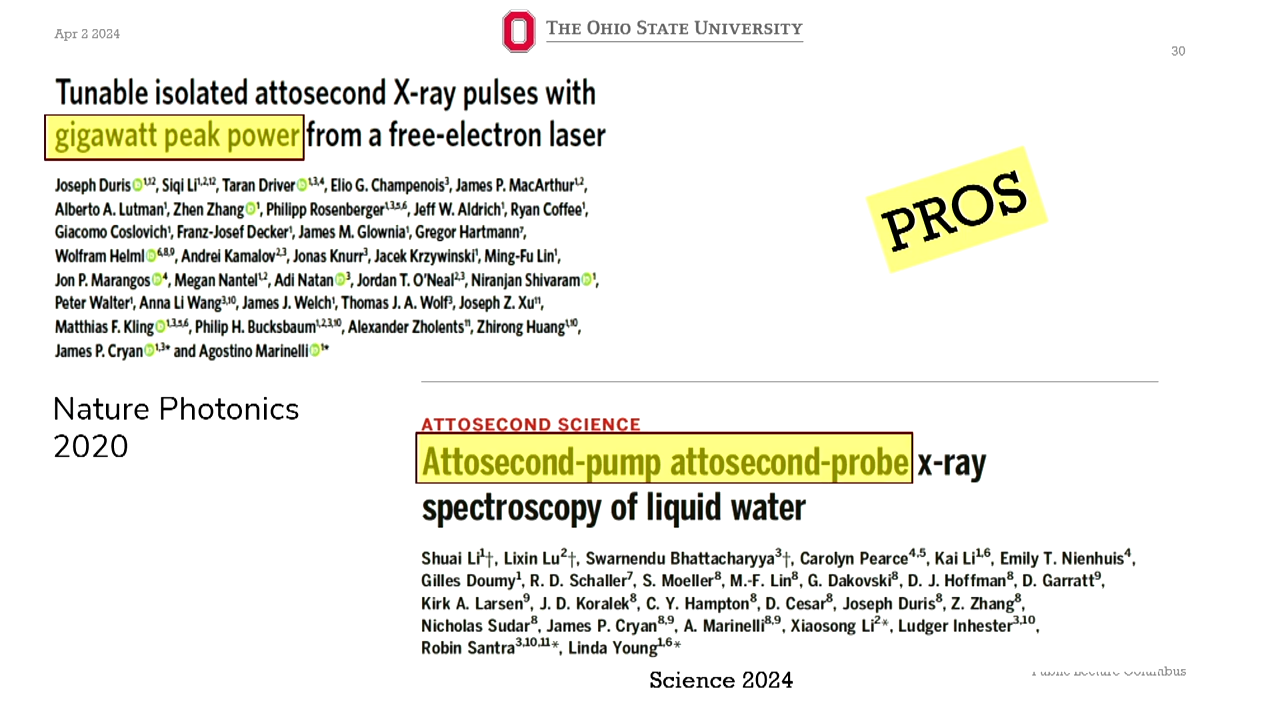 Apr 2 2024
THE OHIO STATE UNIVERSITY
30
Tunable isolated attosecond X-ray pulses with
gigawatt peak power from a free-electron laser
Joseph Duris¹,¹², Siqi Li¹,²,¹², Taran Driver¹,³,⁴, Elio G. Champenois³, James P. MacArthur¹,²,
Alberto A. Lutman¹, Zhen Zhang¹, Philipp Rosenberger¹,³,⁵,⁶, Jeff W. Aldrich¹, Ryan Coffee¹,
Giacomo Coslovich¹, Franz-Josef Decker¹, James M. Glownia¹, Gregor Hartmann⁷,
Wolfram Helml⁶,⁸,⁹, Andrei Kamalov²,³, Jonas Knurr³, Jacek Krzywinski¹, Ming-Fu Lin¹,
Jon P. Marangos⁴, Megan Nantel¹,², Adi Natan³, Jordan T. O'Neal²,³, Niranjan Shivaram¹,
Peter Walter¹, Anna Li Wang³,¹⁰, James J. Welch¹, Thomas J. A. Wolf³, Joseph Z. Xu¹¹,
Matthias F. Kling¹,³,⁵,⁶, Philip H. Bucksbaum¹,²,³,¹⁰, Alexander Zholents¹¹, Zhirong Huang¹,¹⁰,
James P. Cryan¹,³* and Agostino Marinelli¹*
PROS
Nature Photonics
2020
ATTOSECOND SCIENCE
Attosecond-pump attosecond-probe x-ray
spectroscopy of liquid water
Shuai Li¹†, Lixin Lu²†, Swarnendu Bhattacharyya³†, Carolyn Pearce⁴,⁵, Kai Li¹,⁶, Emily T. Nienhuis⁴,
Gilles Doumy¹, R. D. Schaller⁷, S. Moeller⁸, M.-F. Lin⁸, G. Dakovski⁸, D. J. Hoffman⁸, D. Garratt⁹,
Kirk A. Larsen⁹, J. D. Koralek⁸, C. Y. Hampton⁸, D. Cesar⁸, Joseph Duris⁸, Z. Zhang⁸,
Nicholas Sudar⁸, James P. Cryan⁸,⁹, A. Marinelli⁸,⁹, Xiaosong Li²*, Ludger Inhester³,¹⁰,
Robin Santra³,¹⁰,¹¹*, Linda Young¹,⁶*
Science 2024
Public Lecture Columbus